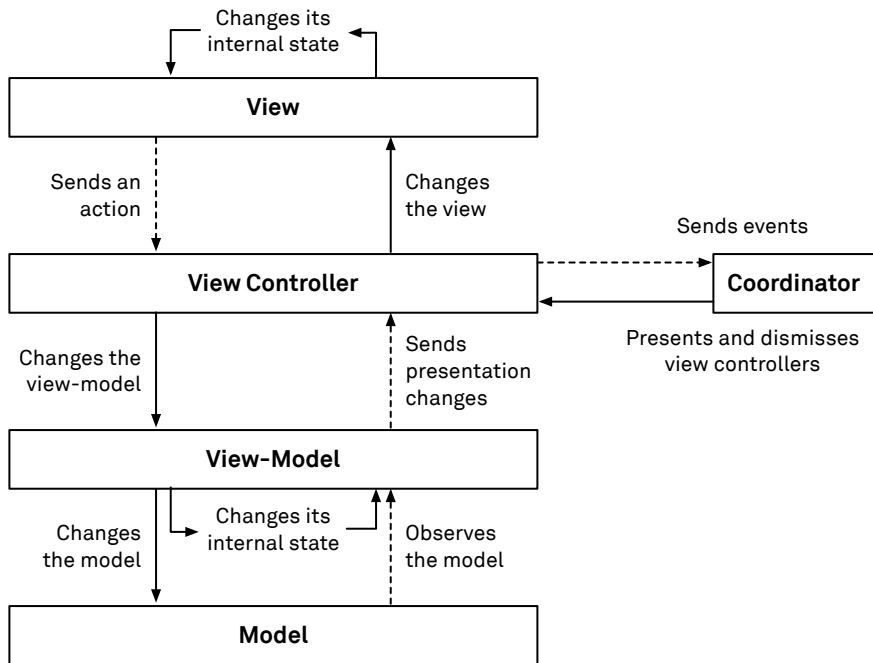 Changes its
internal state
View
Sends an
action
Changes
the view
Sends events
View Controller
Coordinator
Changes the
view-model
Sends
presentation
changes
Presents and dismisses
view controllers
View-Model
Changes
the model
Changes its
internal state
Observes
the model
Model